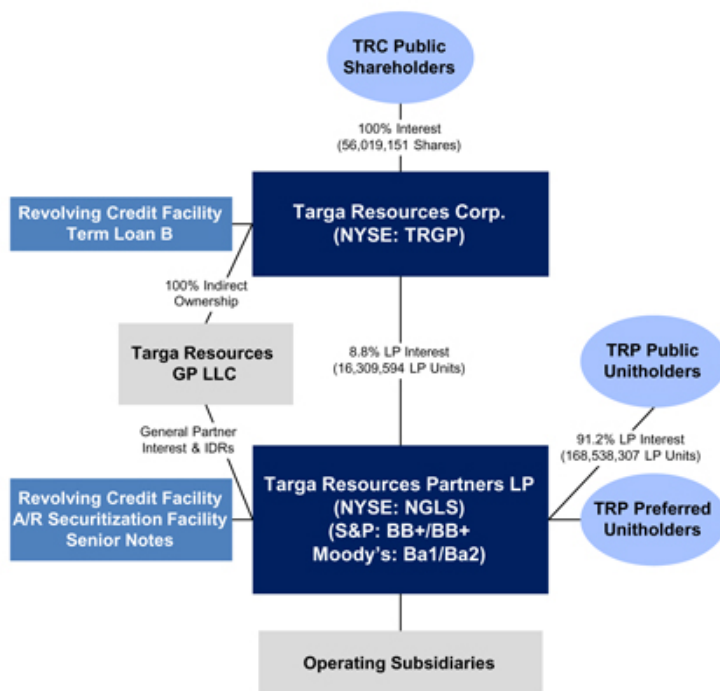 TRC Public
Shareholders
100% Interest
(56,019,151 Shares)
Revolving Credit Facility
Term Loan B
Targa Resources Corp.
(NYSE: TRGP)
100% Indirect
Ownership
Targa Resources
GP LLC
8.8% LP Interest
(16,309,594 LP Units)
TRP Public
Unitholders
General Partner
Interest & IDRs
91.2% LP Interest
(168,538,307 LP Units)
Revolving Credit Facility
A/R Securitization Facility
Senior Notes
Targa Resources Partners LP
(NYSE: NGLS)
(S&P: BB+/BB+
Moody's: Ba1/Ba2)
TRP Preferred
Unitholders
Operating Subsidiaries